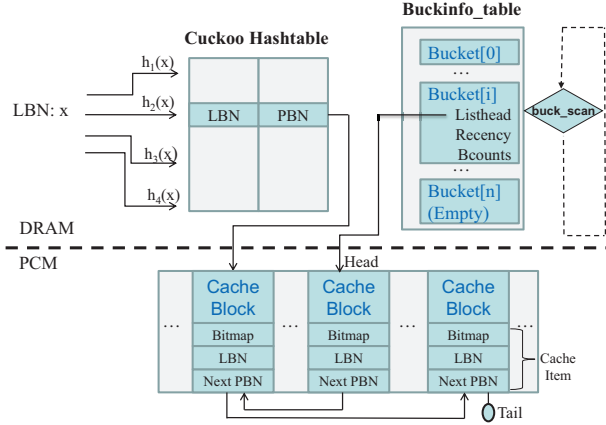 Buckinfo_table
Cuckoo Hashtable
h1(x)
LBN: x
h2(x)
h3(x)
h4(x)
LBN PBN
Bucket[0]
...
Bucket[i]
Listhead
Recency
Bcounts
...
Bucket[n]
(Empty)
buck_scan
DRAM
PCM
Head
... Cache Block ... Cache Block ... Cache Block ...
Bitmap Bitmap Bitmap
LBN LBN LBN
Next PBN Next PBN Next PBN
Cache
Item
Tail